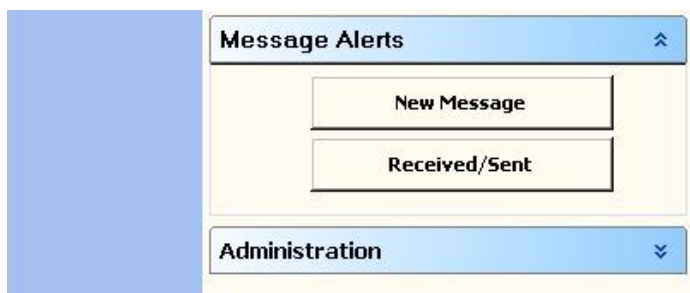 Message Alerts
New Message
Received/Sent
Administration